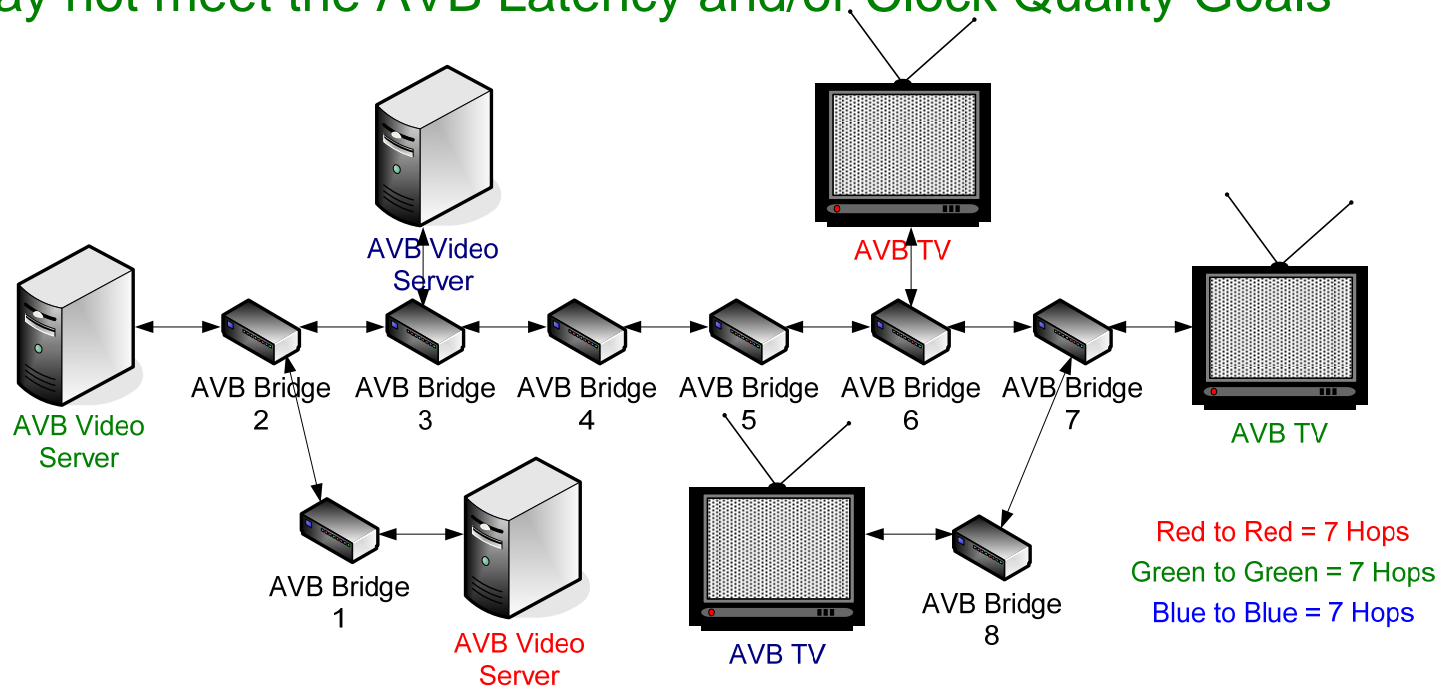 ay not meet the AVB Latency and/or Clock Quality Goals
AVB Video
Server
AVB TV
AVB Video
Server
AVB Bridge
2
AVB Bridge
3
AVB Bridge
4
AVB Bridge
5
AVB Bridge
6
AVB Bridge
7
AVB TV
AVB Bridge
1
AVB Video
Server
AVB TV
AVB Bridge
8
Red to Red = 7 Hops
Green to Green = 7 Hops
Blue to Blue = 7 Hops